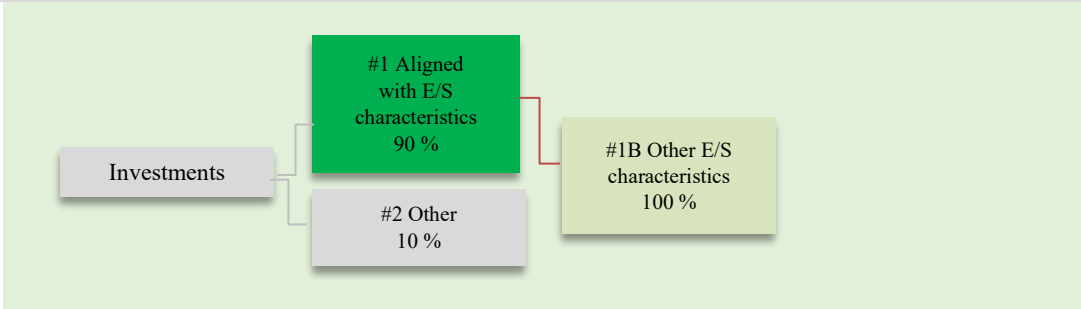 Investments
#1 Aligned
with E/S
characteristics
90 %
#2 Other
10 %
#1B Other E/S
characteristics
100 %